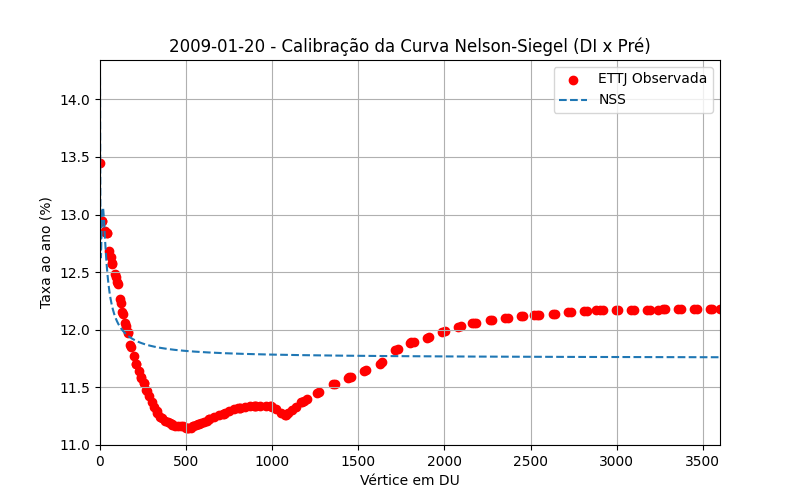 2009-01-20 - Calibração da Curva Nelson-Siegel (DI x Pré)
ETTJ Observada
NSS
Taxa ao ano (%)
14.0
13.5
13.0
12.5
12.0
11.5
11.0
0 500 1000 1500 2000 2500 3000 3500
Vértice em DU